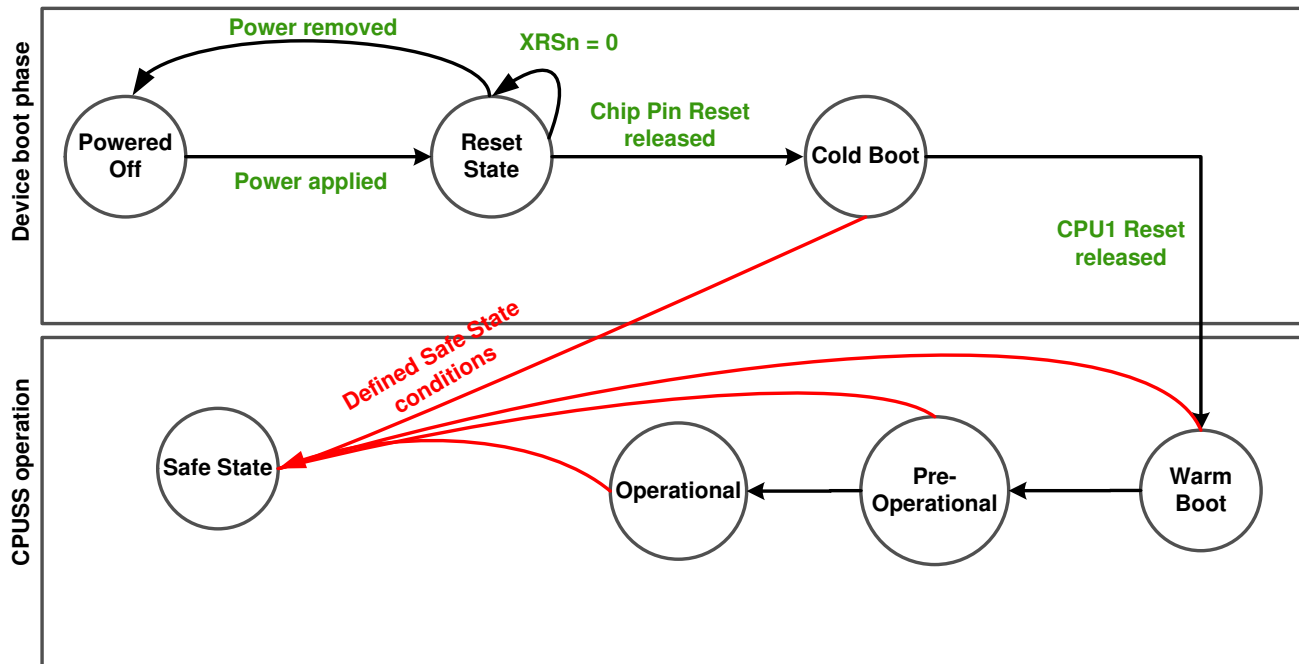 Device boot phase
Power removed
XRSn = 0
Chip Pin Reset
released
Powered
Off
Reset
State
Cold Boot
Power applied
CPU1 Reset
released
CPUSS operation
Defined Safe State
conditions
Safe State
Operational
Pre-
Operational
Warm
Boot